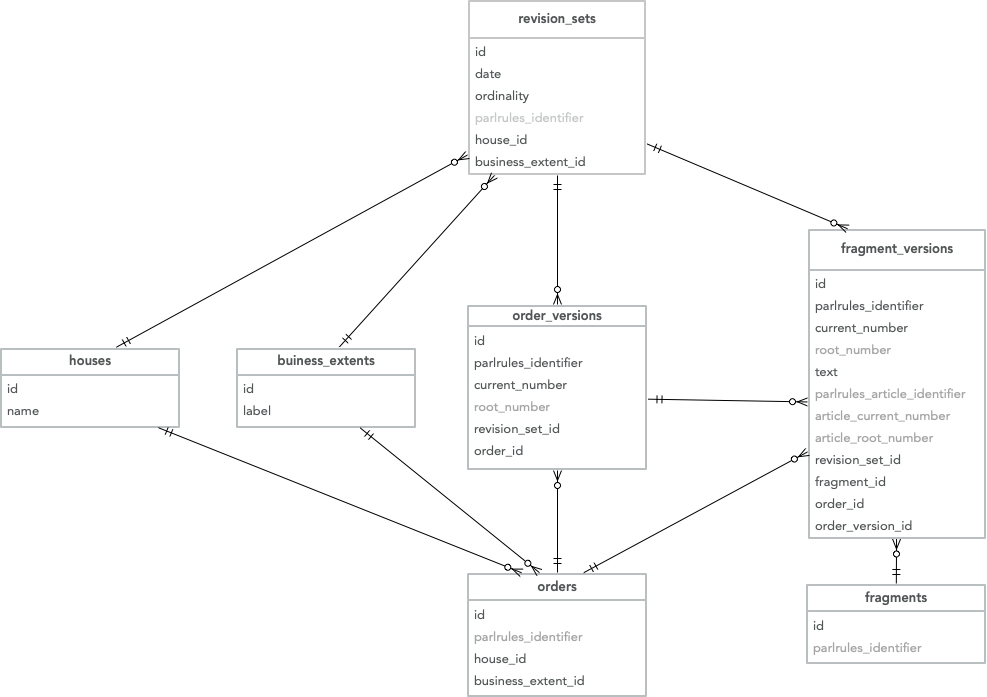 revision_sets
id
date
ordinality
parlrules_identifier
house_id
business_extent_id
fragment_versions
id
parlrules_identifier
current_number
root_number
text
parlrules_article_identifier
article_current_number
article_root_number
revision_set_id
fragment_id
order_id
order_version_id
order_versions
id
parlrules_identifier
current_number
root_number
revision_set_id
order_id
houses
id
name
buiness_extents
id
label
orders
id
parlrules_identifier
house_id
business_extent_id
fragments
id
parlrules_identifier